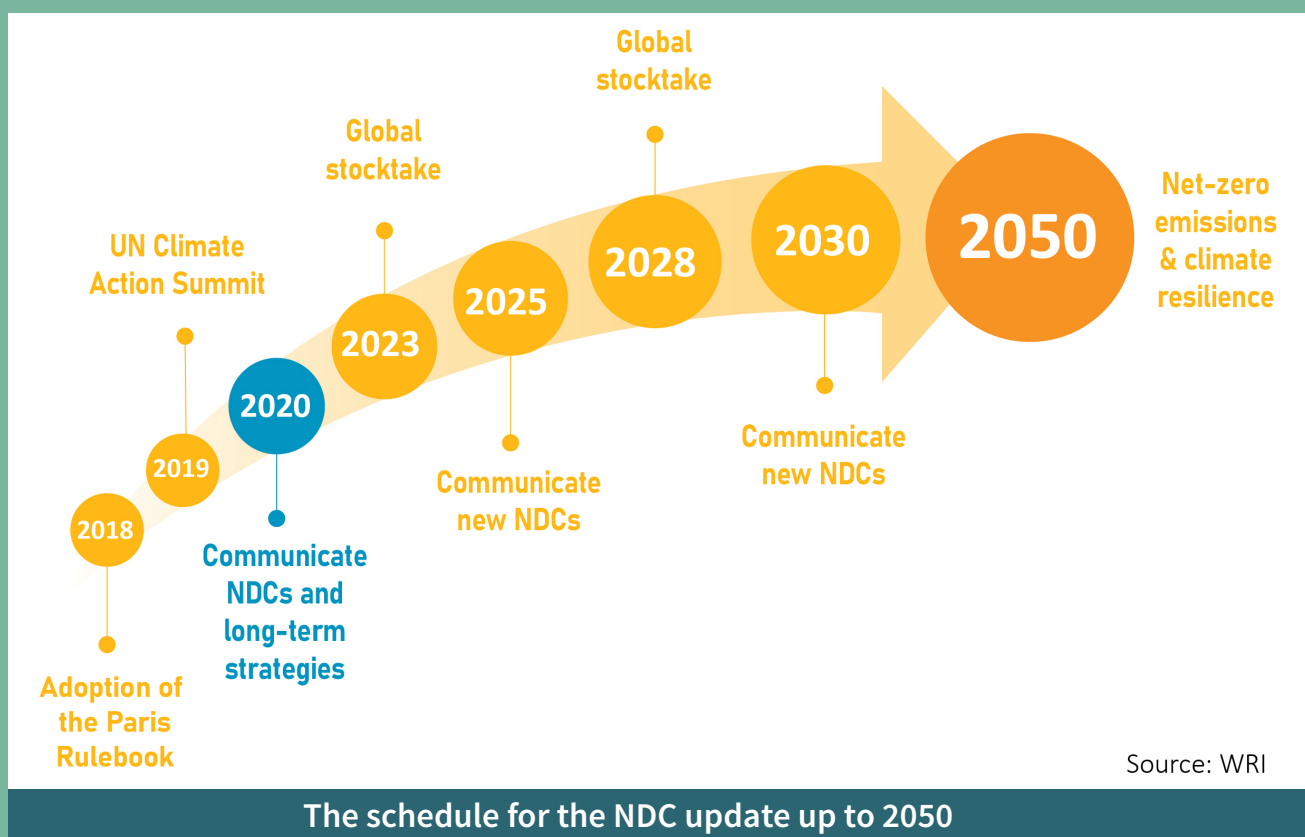 2018
Adoption of
the Paris
Rulebook
2019
UN Climate
Action Summit
2020
Communicate
NDCs and
long-term
strategies
2023
Global
stocktake
2025
Communicate
new NDCs
2028
Global
stocktake
2030
Communicate
new NDCs
2050
Net-zero
emissions
& climate
resilience
Source: WRI
The schedule for the NDC update up to 2050